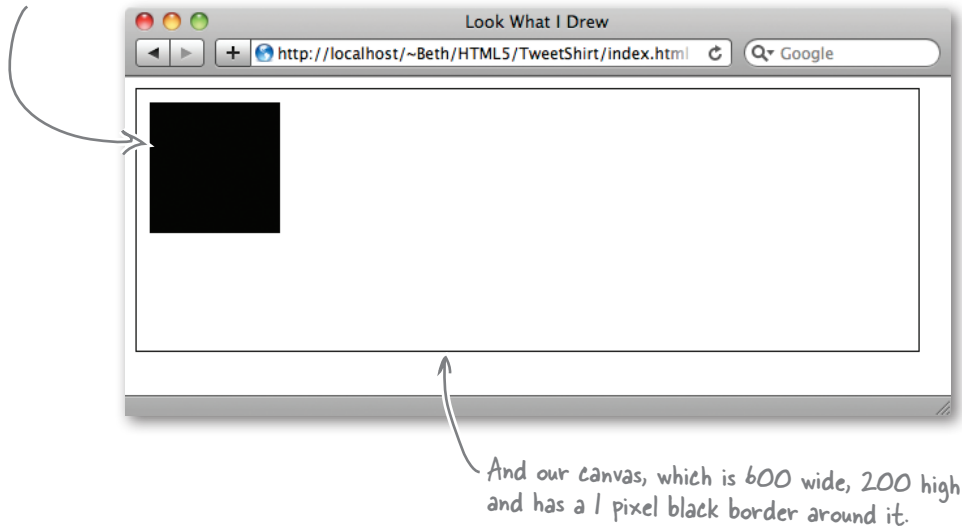 Look What I Drew
http://localhost/~Beth/HTML5/TweetShirt/index.html
Google
And our canvas, which is 600 wide, 200 high
and has a 1 pixel black border around it.